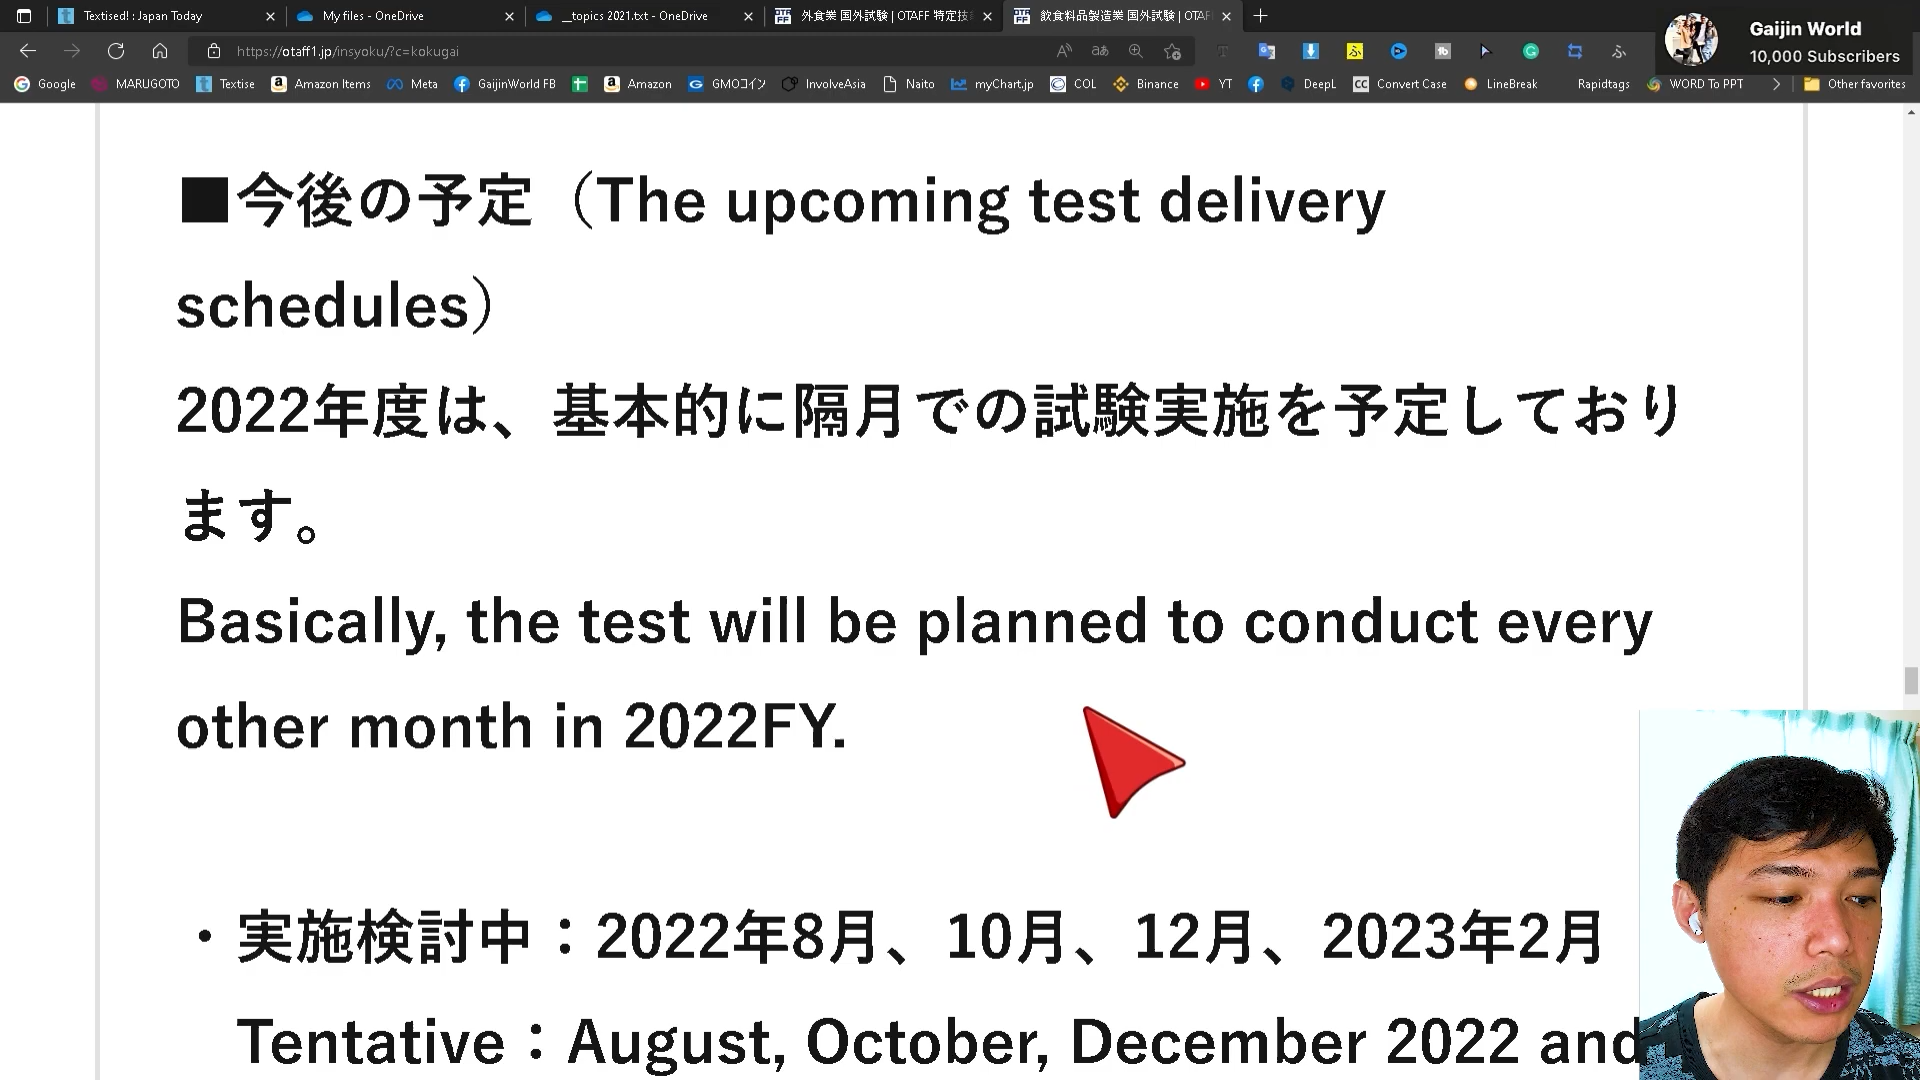 Textised! : Japan Today
My files - OneDrive
__topics 2021.txt - OneDrive
外食業 国外試験 | OTAFF 特定技
飲食料品製造業 国外試験 | OTAF
https://otaff1.jp/insyoku/?c=kokugai
Gaijin World
10,000 Subscribers
Google
MARUGOTO
Textise
Amazon Items
Meta
GaijinWorld FB
Amazon
GMOコイン
InvolveAsia
Naito
myChart.jp
COL
Binance
YT
DeepL
Convert Case
LineBreak
Rapidtags
WORD To PPT
Other favorites
■今後の予定（The upcoming test delivery
schedules）
2022年度は、基本的に隔月での試験実施を予定しており
ます。
Basically, the test will be planned to conduct every
other month in 2022FY.
・実施検討中：2022年8月、10月、12月、2023年2月
Tentative：August, October, December 2022 and